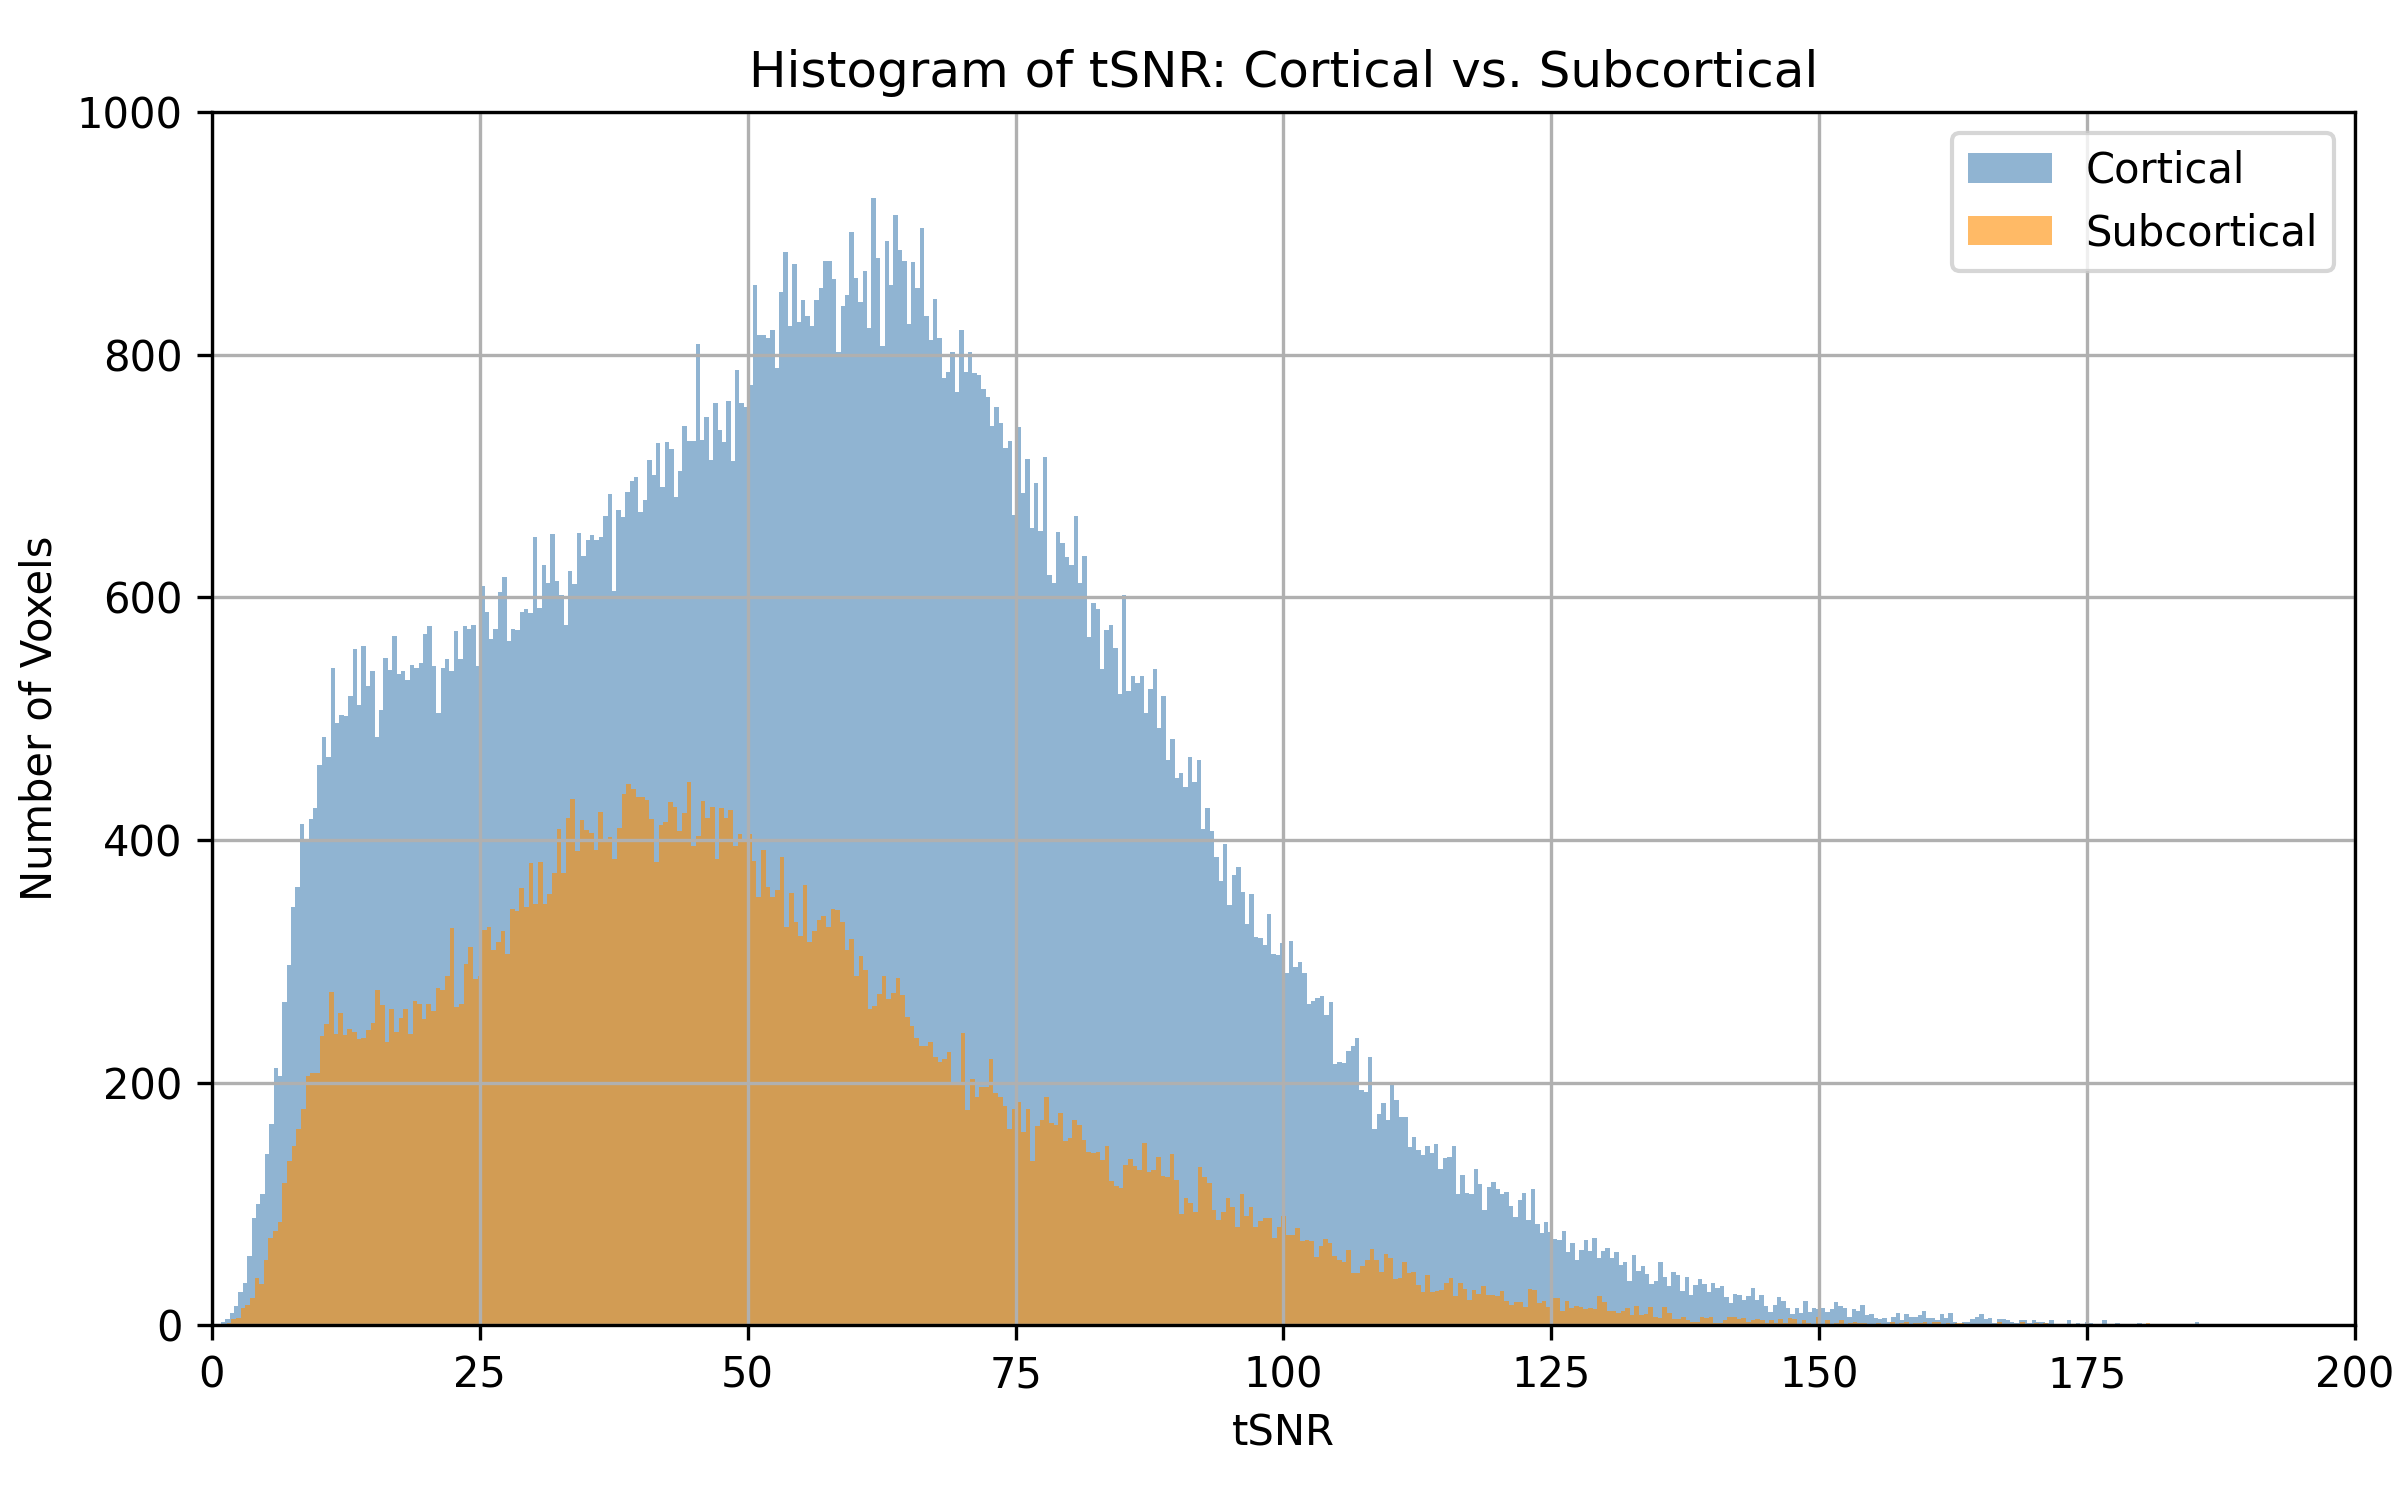 Histogram of tSNR: Cortical vs. Subcortical
1000
800
600
400
200
0
Number of Voxels
Cortical
Subcortical
0 25 50 75 100 125 150 175 200
tSNR